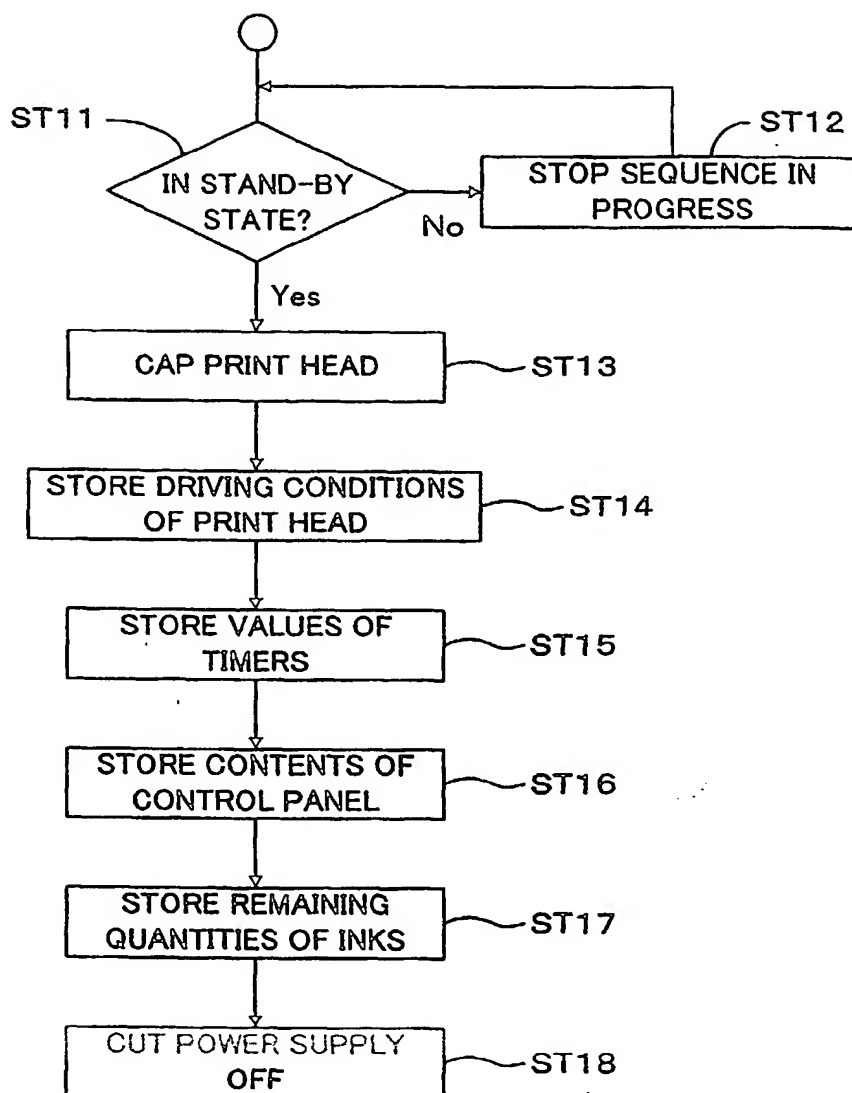 ST11
IN STAND-BY
STATE?
No
ST12
STOP SEQUENCE IN
PROGRESS
Yes
CAP PRINT HEAD
ST13
STORE DRIVING CONDITIONS
OF PRINT HEAD
ST14
STORE VALUES OF
TIMERS
ST15
STORE CONTENTS OF
CONTROL PANEL
ST16
STORE REMAINING
QUANTITIES OF INKS
ST17
CUT POWER SUPPLY
OFF
ST18